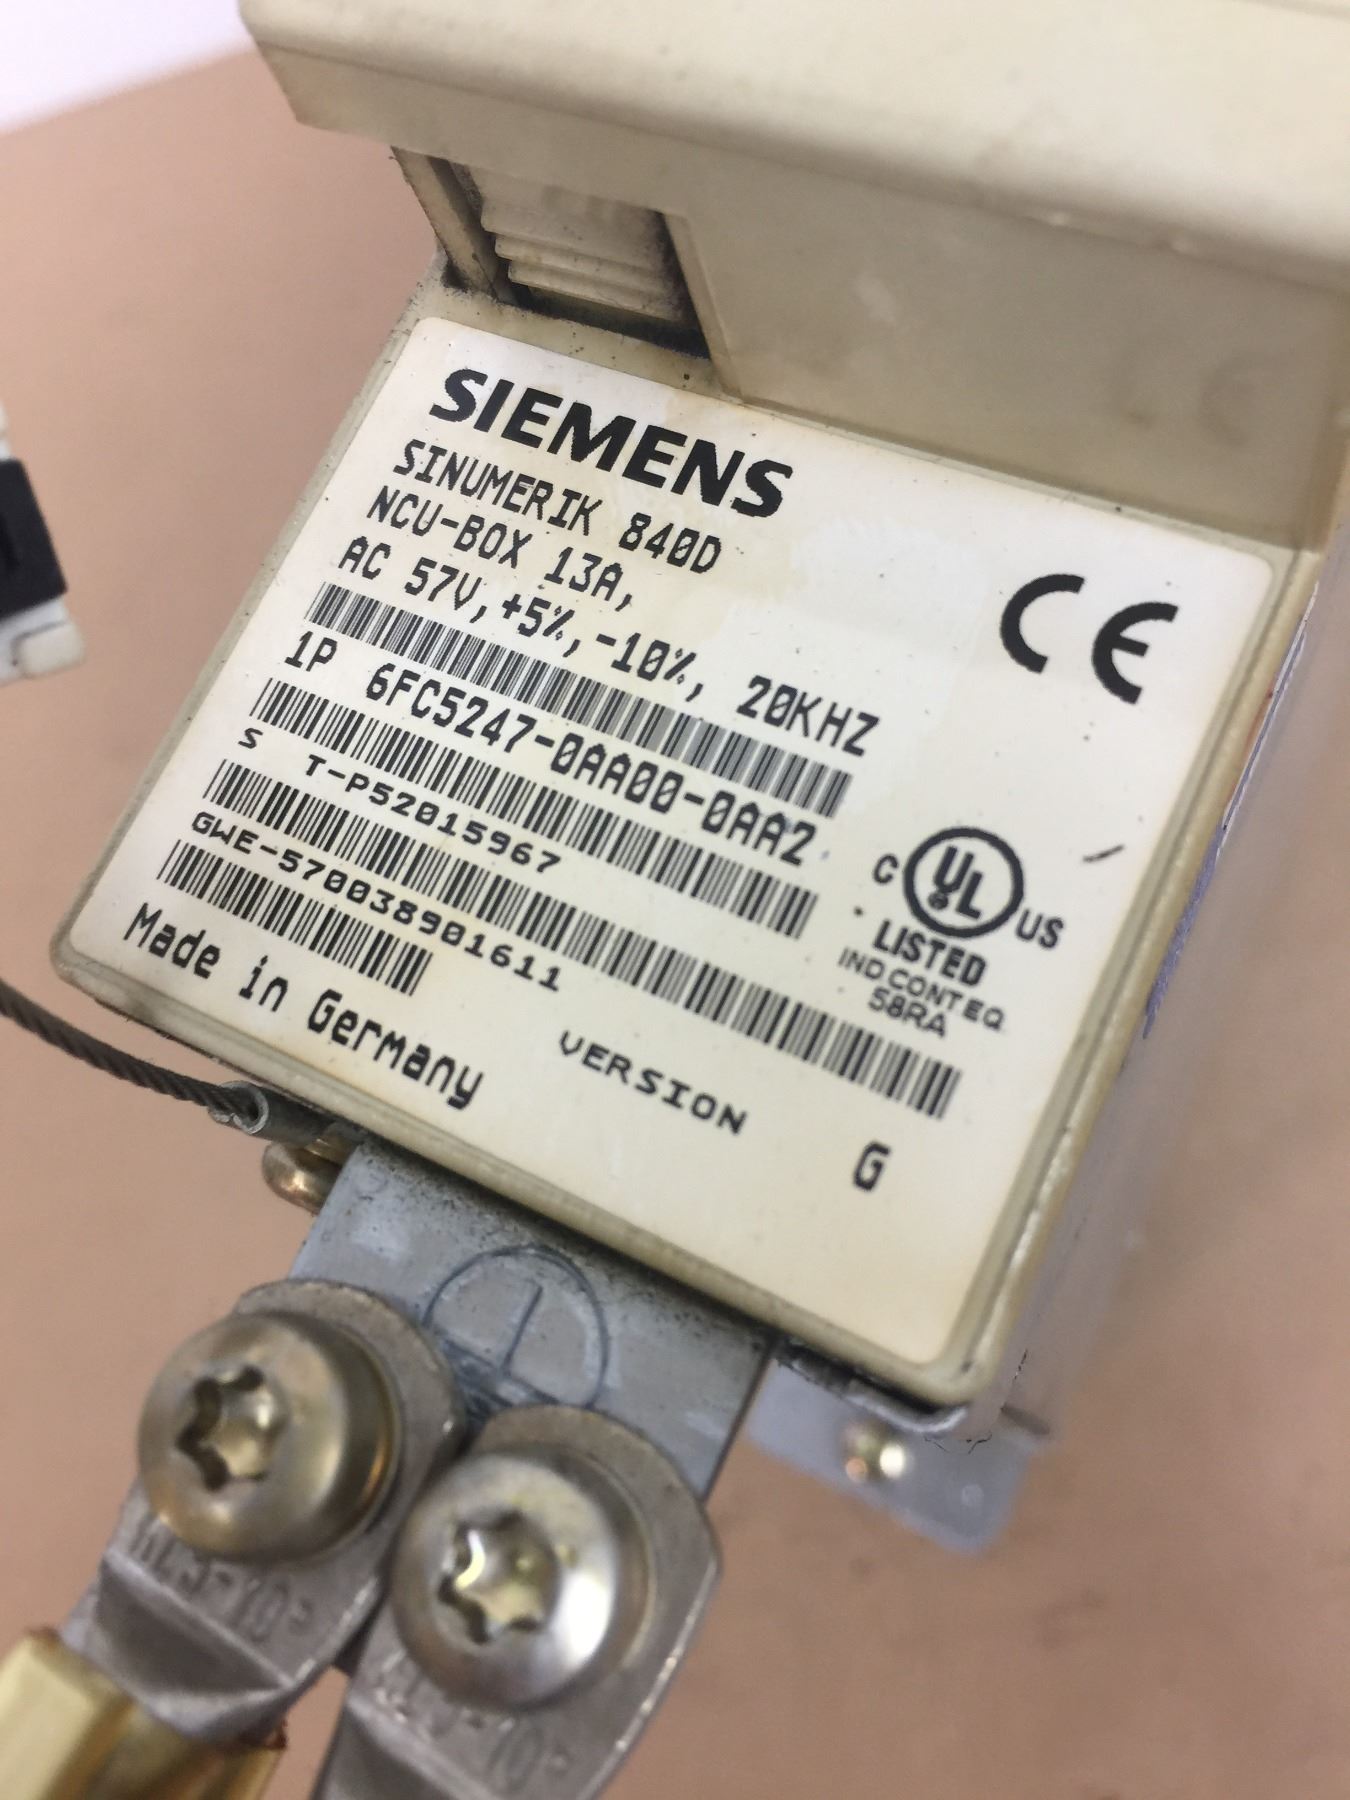 SIEMENS
SINUMERIK 840D
NCU-BOX 13A,
AC 57V,+5%,-10%, 20KHZ
1P 6FC5247-0AA00-0AA2
S T-P52015967
GWE-570038901611
Made in Germany
VERSION G
CE
C UL US
LISTED
IND.CONT.EQ
58RA